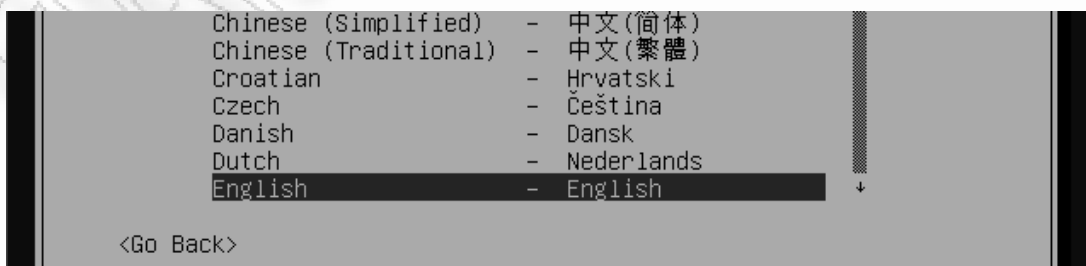 Chinese (Simplified) - 中文(简体)
Chinese (Traditional) - 中文(繁體)
Croatian - Hrvatski
Czech - Čeština
Danish - Dansk
Dutch - Nederlands
English - English
<Go Back>